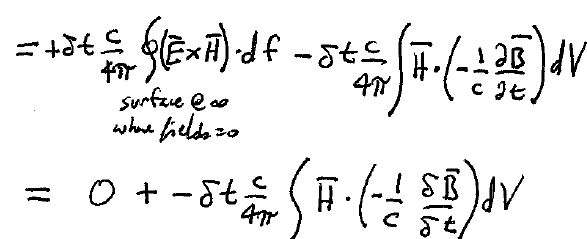 = +δt c/4π ∮(E̅×H̅)·df − δt c/4π ∫ H̅·(−1/c ∂B̅/∂t) dV
surface @ ∞
where fields=0
= 0 + −δt c/4π ∫ H̅·(−1/c δB̅/δt) dV